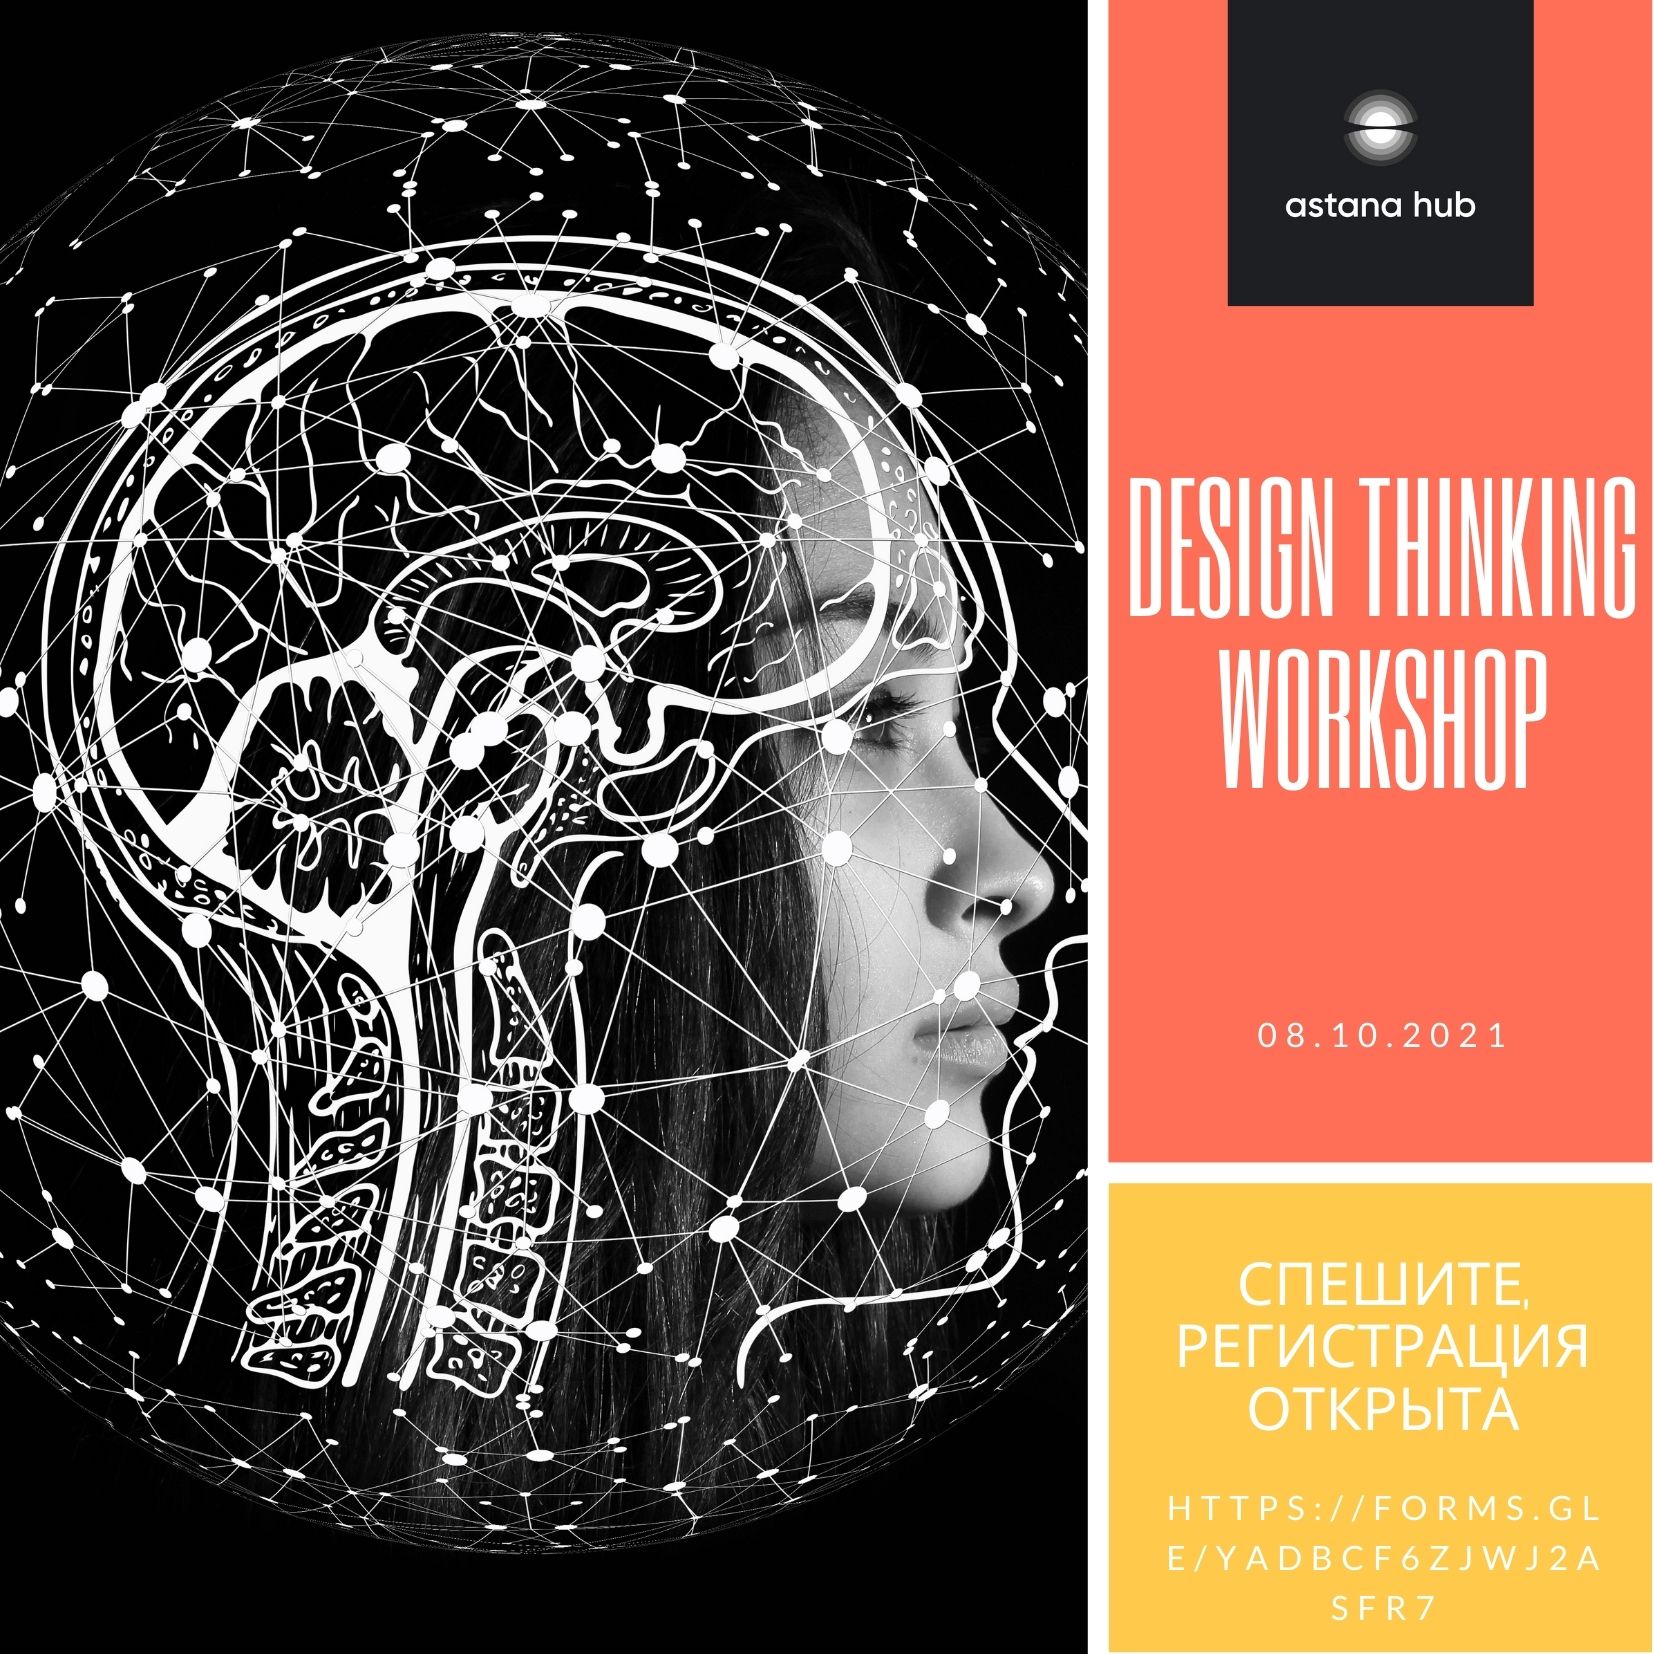 astana hub
DESIGN THINKING
WORKSHOP
08.10.2021
СПЕШИТЕ,
РЕГИСТРАЦИЯ
ОТКРЫТА
HTTPS://FORMS.GL
E/YADBCF6ZJWJ2A
SFR7